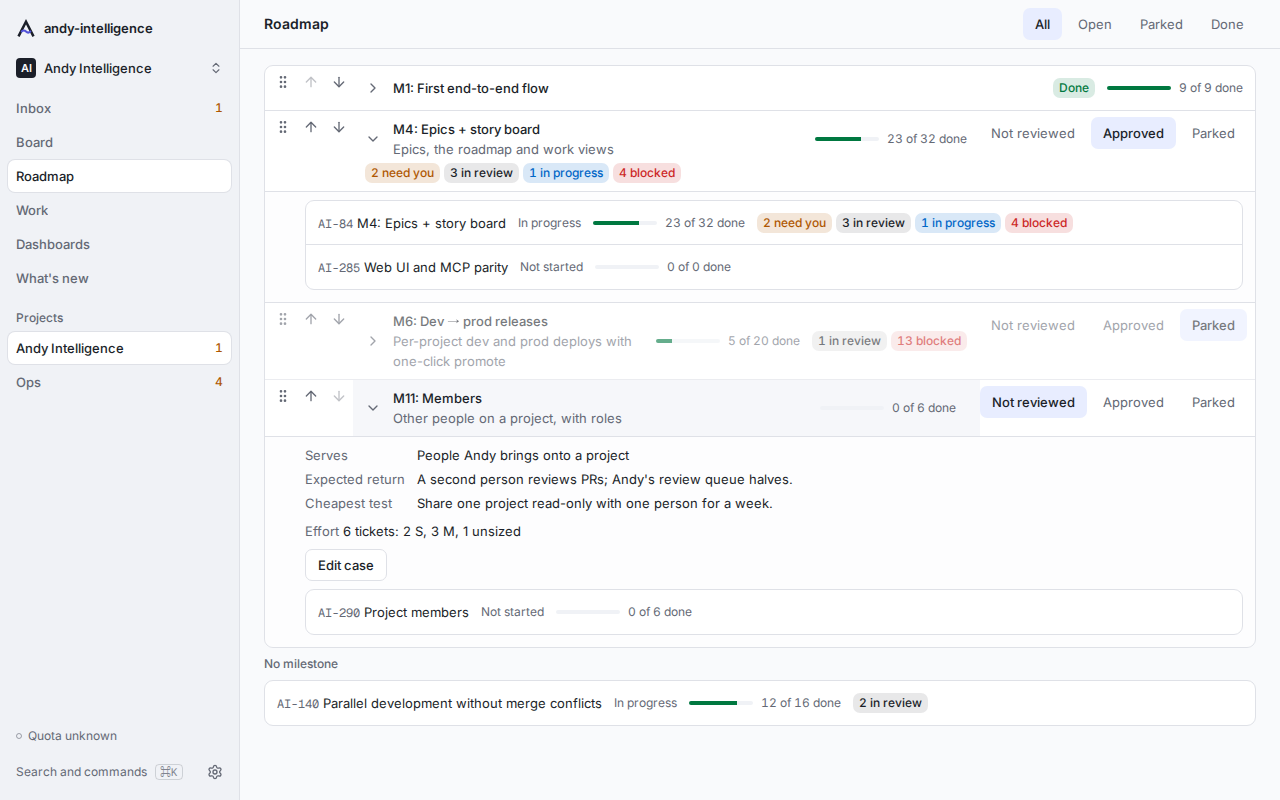 andy-intelligence
AI Andy Intelligence
Inbox 1
Board
Roadmap
Work
Dashboards
What's new
Projects
Andy Intelligence 1
Ops 4
Quota unknown
Search and commands ⌘K
Roadmap All Open Parked Done
M1: First end-to-end flow Done 9 of 9 done
M4: Epics + story board 23 of 32 done Not reviewed Approved Parked
Epics, the roadmap and work views
2 need you 3 in review 1 in progress 4 blocked
AI-84 M4: Epics + story board In progress 23 of 32 done 2 need you 3 in review 1 in progress 4 blocked
AI-285 Web UI and MCP parity Not started 0 of 0 done
M6: Dev → prod releases Not reviewed Approved Parked
Per-project dev and prod deploys with 5 of 20 done 1 in review 13 blocked
one-click promote
M11: Members 0 of 6 done Not reviewed Approved Parked
Other people on a project, with roles
Serves People Andy brings onto a project
Expected return A second person reviews PRs; Andy's review queue halves.
Cheapest test Share one project read-only with one person for a week.
Effort 6 tickets: 2 S, 3 M, 1 unsized
Edit case
AI-290 Project members Not started 0 of 6 done
No milestone
AI-140 Parallel development without merge conflicts In progress 12 of 16 done 2 in review